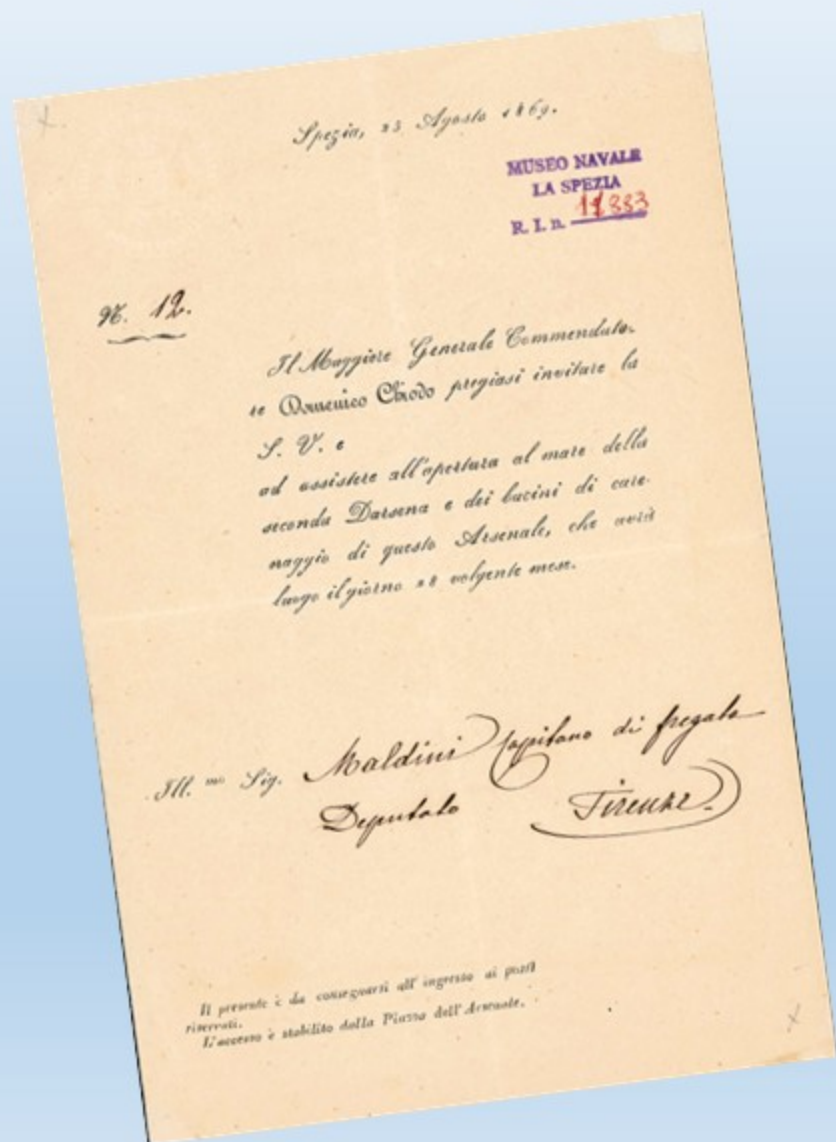 Spezia, 23 Agosto 1869.
MUSEO NAVALE
LA SPEZIA
R. I. n. 11883
N. 12.
Il Maggiore Generale Commendato-
re Domenico Chiodo pregiasi invitare la
S. V. e
ad assistere all'apertura al mare della
seconda Darsena e dei bacini di care-
naggio di questo Arsenale, che avrà
luogo il giorno 28 volgente mese.
Ill.mo Sig. Maldini Capitano di fregata
Deputato Firenze.
Il presente è da consegnarsi all'ingresso ai posti
riservati.
L'accesso è stabilito dalla Piazza dell'Arsenale.